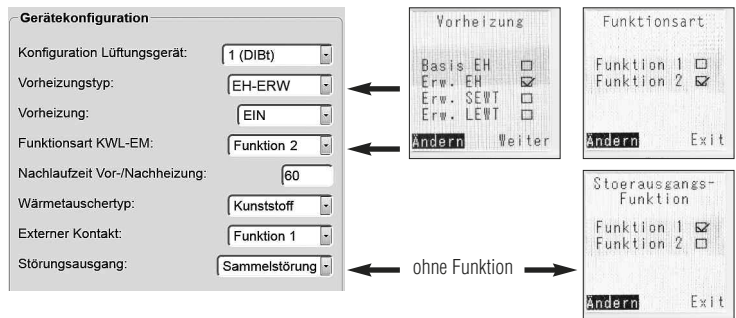 Gerätekonfiguration
Konfiguration Lüftungsgerät: 1 (DIBt)
Vorheizungstyp: EH-ERW
Vorheizung: EIN
Funktionsart KWL-EM: Funktion 2
Nachlaufzeit Vor-/Nachheizung: 60
Wärmetauschertyp: Kunststoff
Externer Kontakt: Funktion 1
Störungsausgang: Sammelstörung
ohne Funktion
Vorheizung
Basis EH
Erw. EH
Erw. SEWT
Erw. LEWT
Ändern Weiter
Funktionsart
Funktion 1
Funktion 2
Ändern Exit
Stoerausgangs-
Funktion
Funktion 1
Funktion 2
Ändern Exit